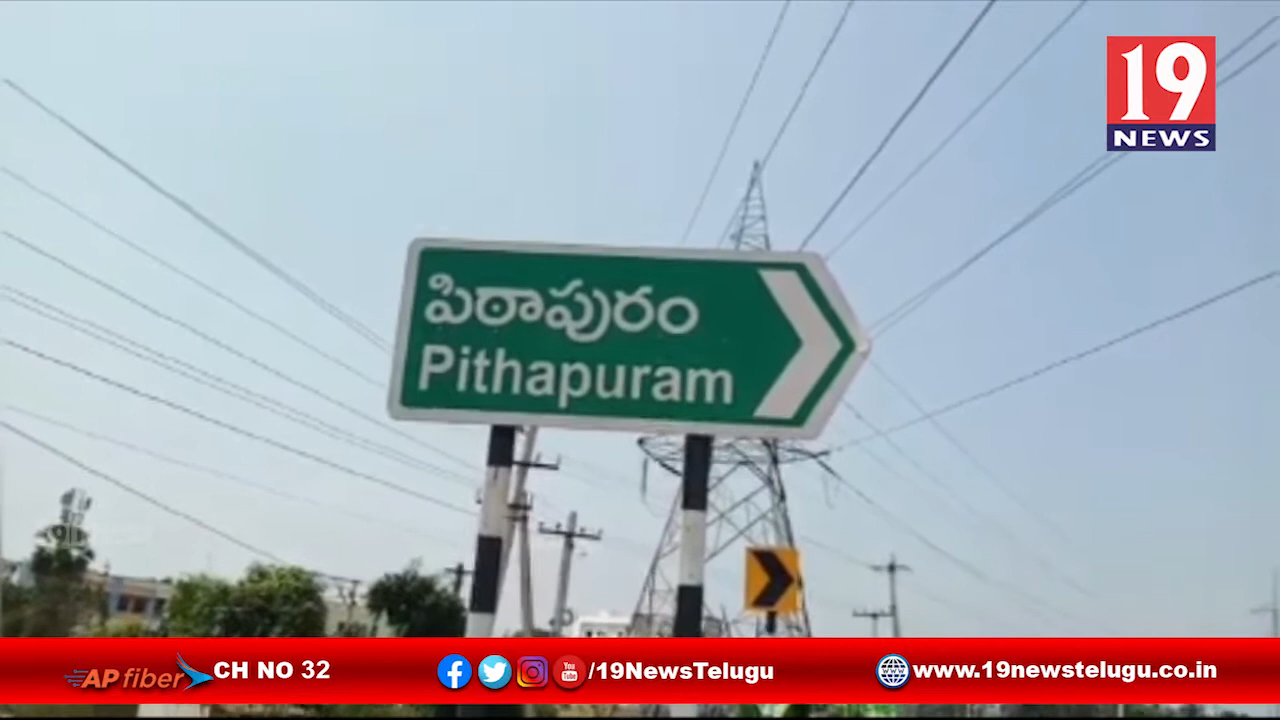 19
NEWS
పిఠాపురం
Pithapuram
AP fiber CH NO 32
/19NewsTelugu
www.19newstelugu.co.in